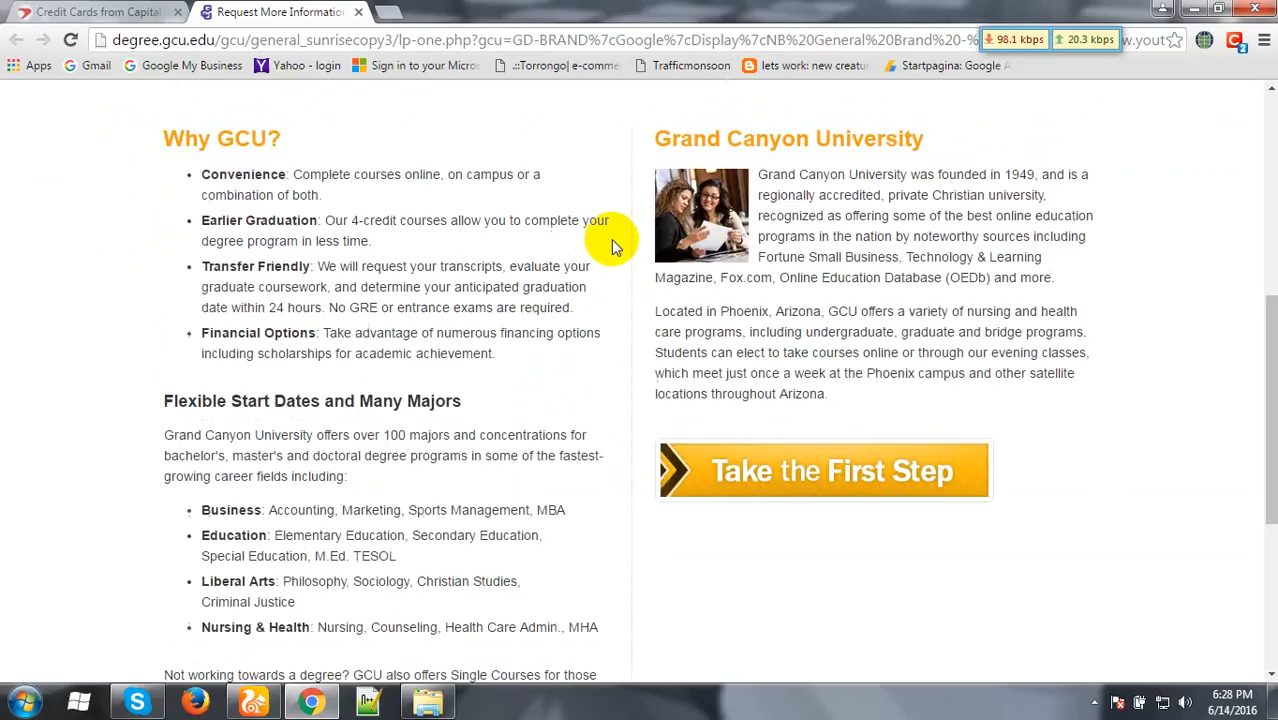 Credit Cards from Capital
Request More Informatio
degree.gcu.edu/gcu/general_sunrisecopy3/lp-one.php?gcu=GD-BRAND%7cGoogle%7cDisplay%7cNB%20General%20Brand%20-%
98.1 kbps
20.3 kbps
w.yout
Apps
Gmail
Google My Business
Yahoo - login
Sign in to your Micros
.::Torrongo| e-comme
Trafficmonsoon
lets work: new creatu
Startpagina: Google A
Why GCU?
Convenience: Complete courses online, on campus or a
combination of both.
Earlier Graduation: Our 4-credit courses allow you to complete your
degree program in less time.
Transfer Friendly: We will request your transcripts, evaluate your
graduate coursework, and determine your anticipated graduation
date within 24 hours. No GRE or entrance exams are required.
Financial Options: Take advantage of numerous financing options
including scholarships for academic achievement.
Flexible Start Dates and Many Majors
Grand Canyon University offers over 100 majors and concentrations for
bachelor's, master's and doctoral degree programs in some of the fastest-
growing career fields including:
Business: Accounting, Marketing, Sports Management, MBA
Education: Elementary Education, Secondary Education,
Special Education, M.Ed. TESOL
Liberal Arts: Philosophy, Sociology, Christian Studies,
Criminal Justice
Nursing & Health: Nursing, Counseling, Health Care Admin., MHA
Not working towards a degree? GCU also offers Single Courses for those
Grand Canyon University
Grand Canyon University was founded in 1949, and is a
regionally accredited, private Christian university,
recognized as offering some of the best online education
programs in the nation by noteworthy sources including
Fortune Small Business, Technology & Learning
Magazine, Fox.com, Online Education Database (OEDb) and more.
Located in Phoenix, Arizona, GCU offers a variety of nursing and health
care programs, including undergraduate, graduate and bridge programs.
Students can elect to take courses online or through our evening classes,
which meet just once a week at the Phoenix campus and other satellite
locations throughout Arizona.
Take the First Step
6:28 PM
6/14/2016